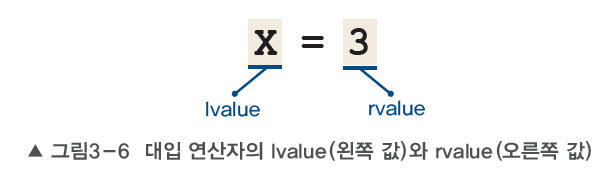 x = 3
lvalue rvalue
▲ 그림3-6 대입 연산자의 lvalue(왼쪽 값)와 rvalue(오른쪽 값)